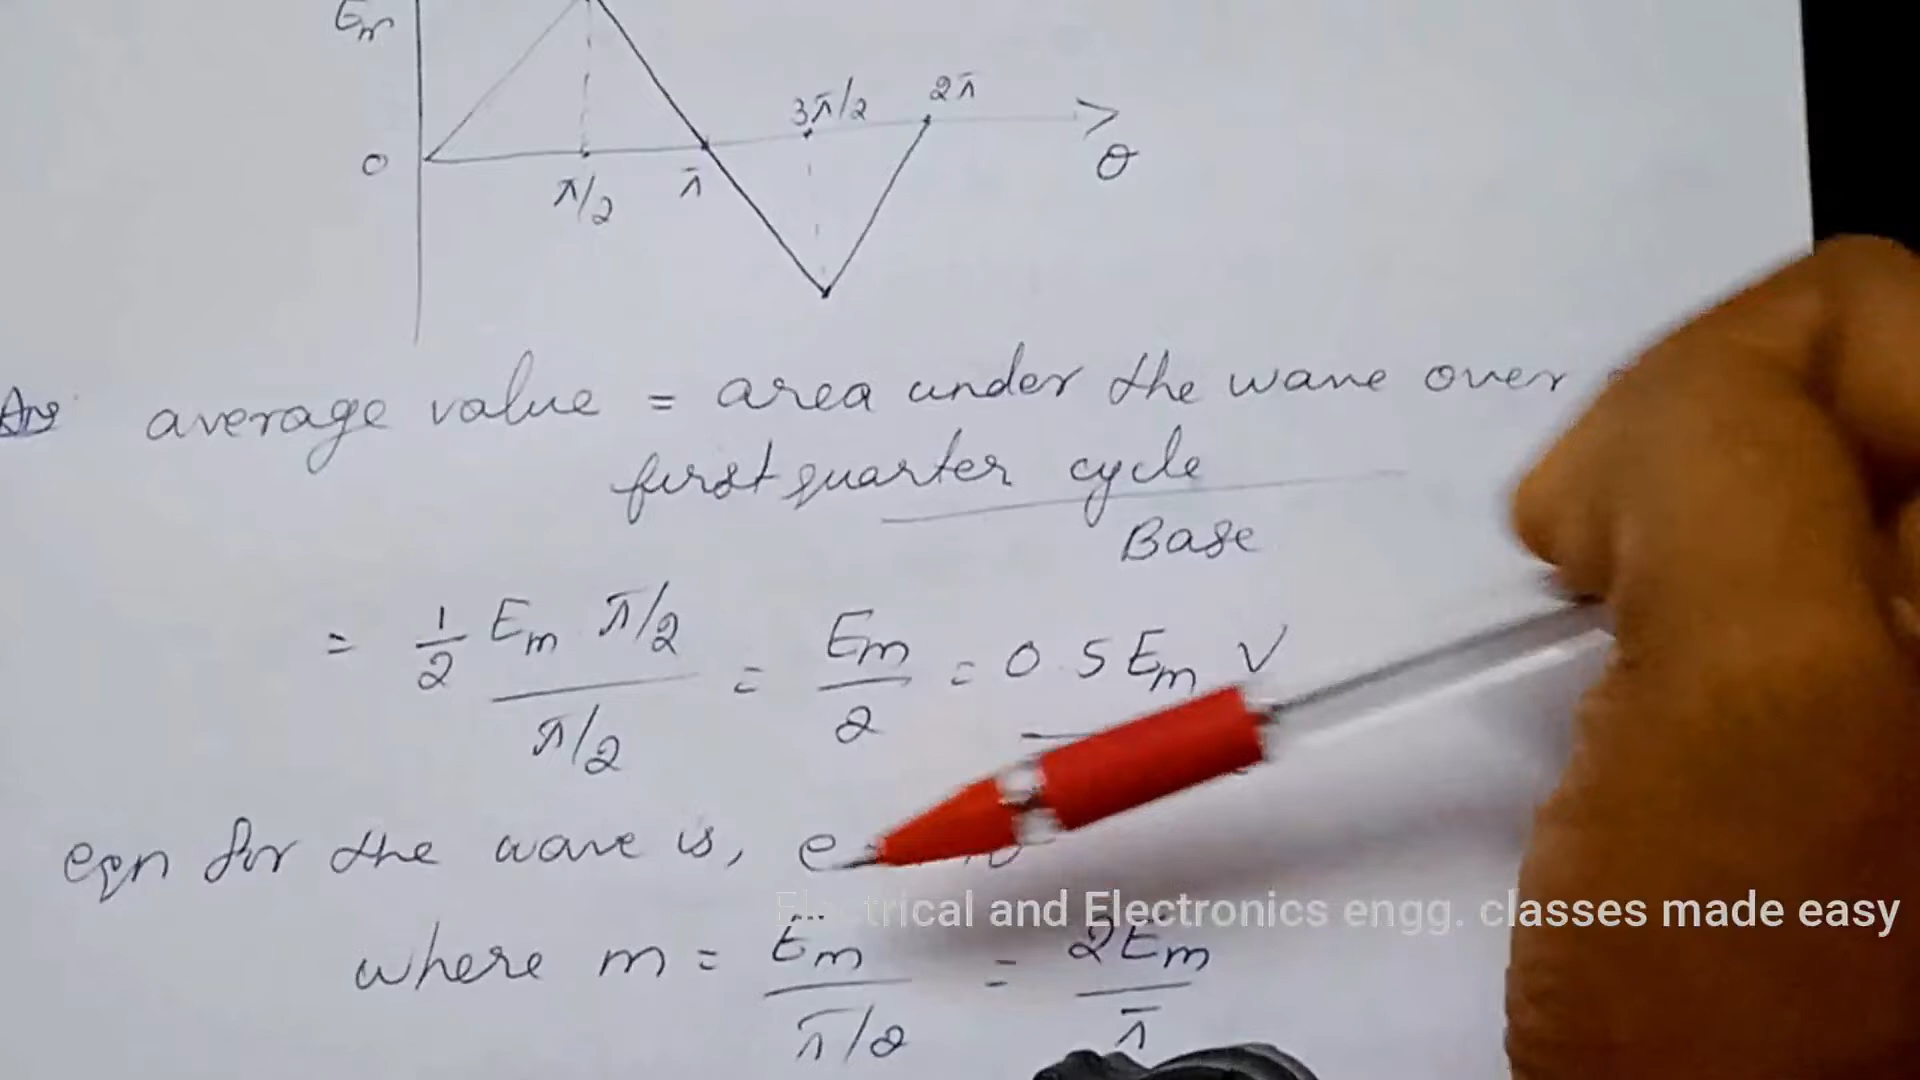 Em
3π/2 2π
0 θ
π/2 π
Ans average value = area under the wave over
first quarter cycle
Base
= 1/2 Em π/2 / π/2 = Em/2 = 0.5 Em V
eqn for the wave is, e
Electrical and Electronics engg. classes made easy
where m = Em / π/2 = 2Em / π